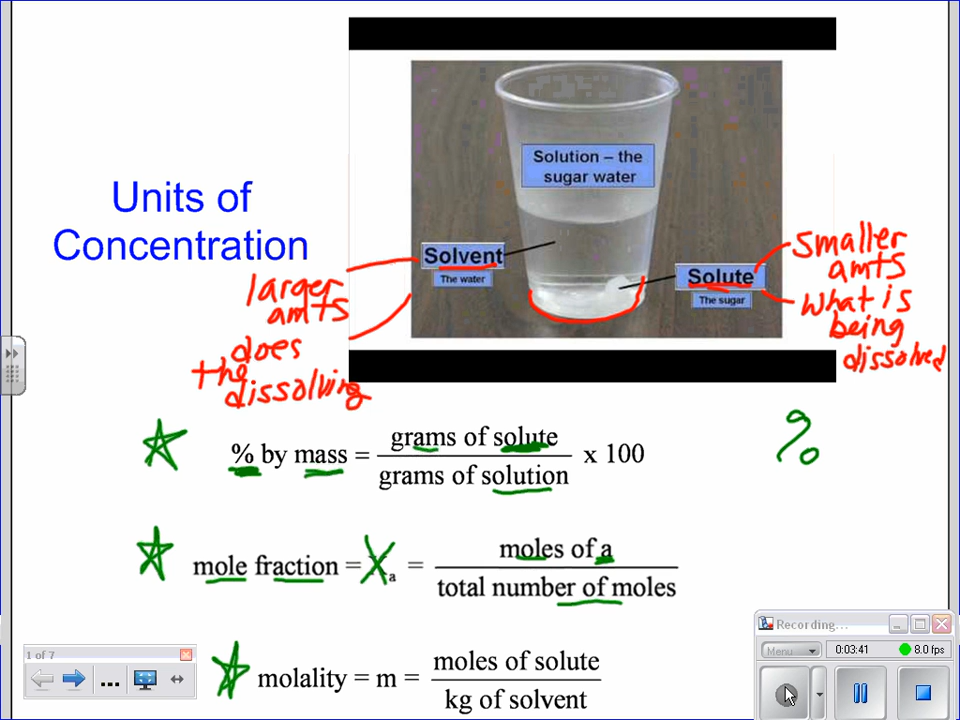 Units of
Concentration
Solution – the
sugar water
Solvent
The water
Solute
The sugar
larger
amts
does
the
dissolving
smaller
amts
what is
being
dissolved
% by mass = grams of solute
grams of solution
x 100
%
mole fraction = Xa = moles of a
total number of moles
molality = m = moles of solute
kg of solvent
1 of 7
...
Recording...
Menu
0:03:41
8.0 fps